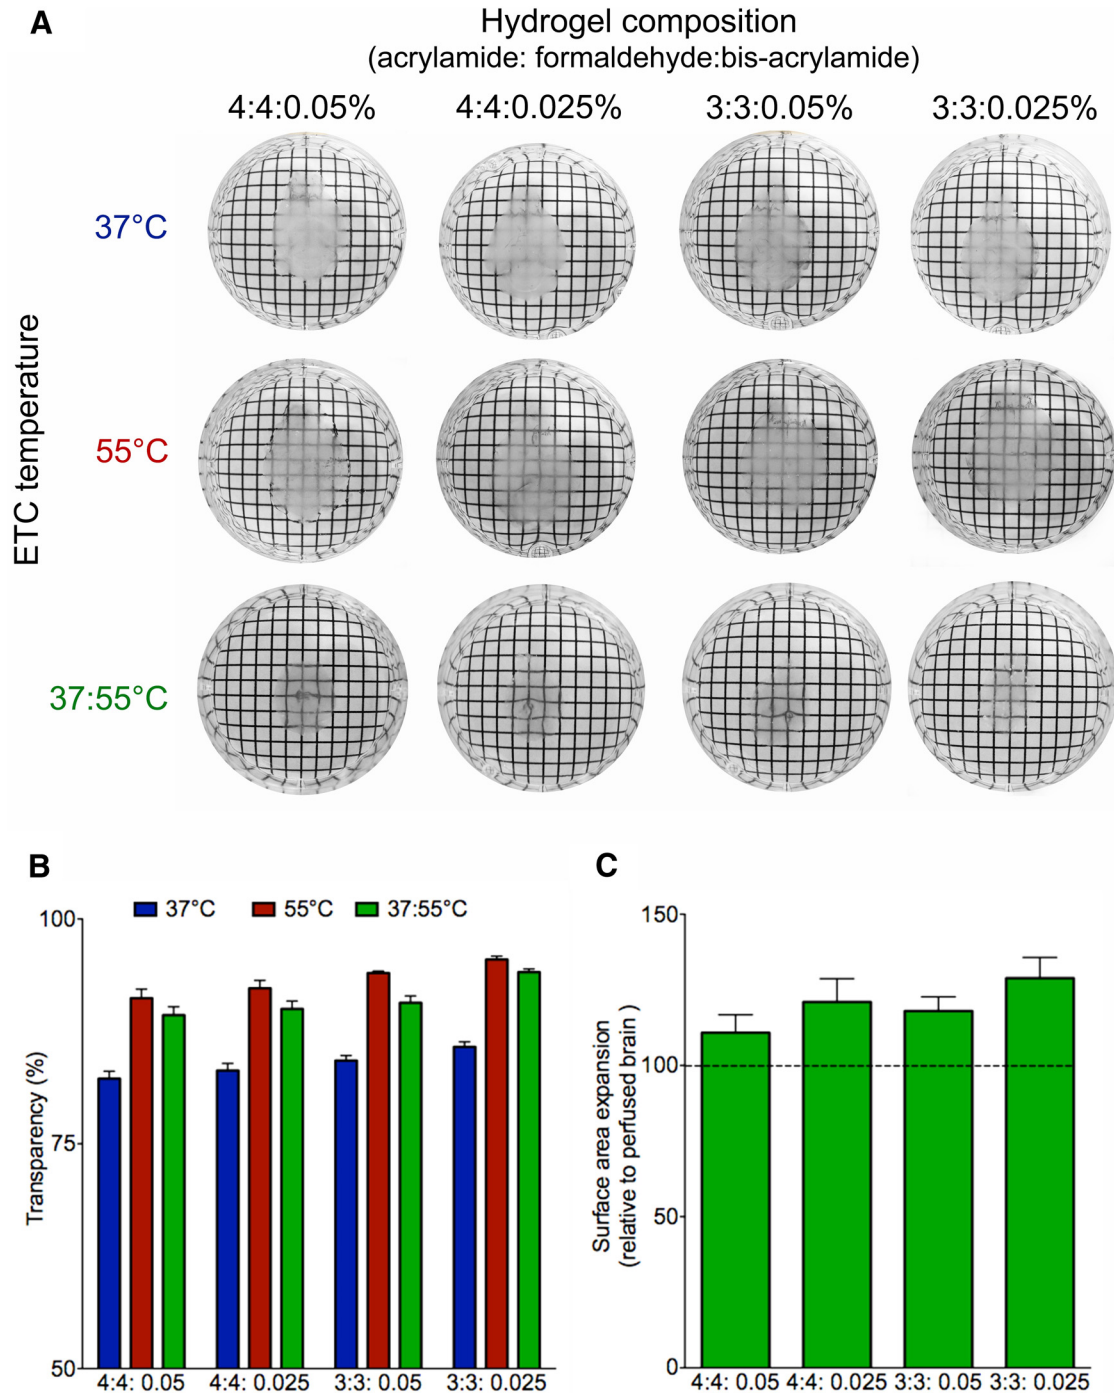 A
Hydrogel composition
(acrylamide: formaldehyde:bis-acrylamide)
4:4:0.05% 4:4:0.025% 3:3:0.05% 3:3:0.025%
ETC temperature
37°C
55°C
37:55°C
B
37°C 55°C 37:55°C
Transparency (%)
100
75
50
4:4: 0.05 4:4: 0.025 3:3: 0.05 3:3: 0.025
C
Surface area expansion
(relative to perfused brain )
150
100
50
0
4:4: 0.05 4:4: 0.025 3:3: 0.05 3:3: 0.025